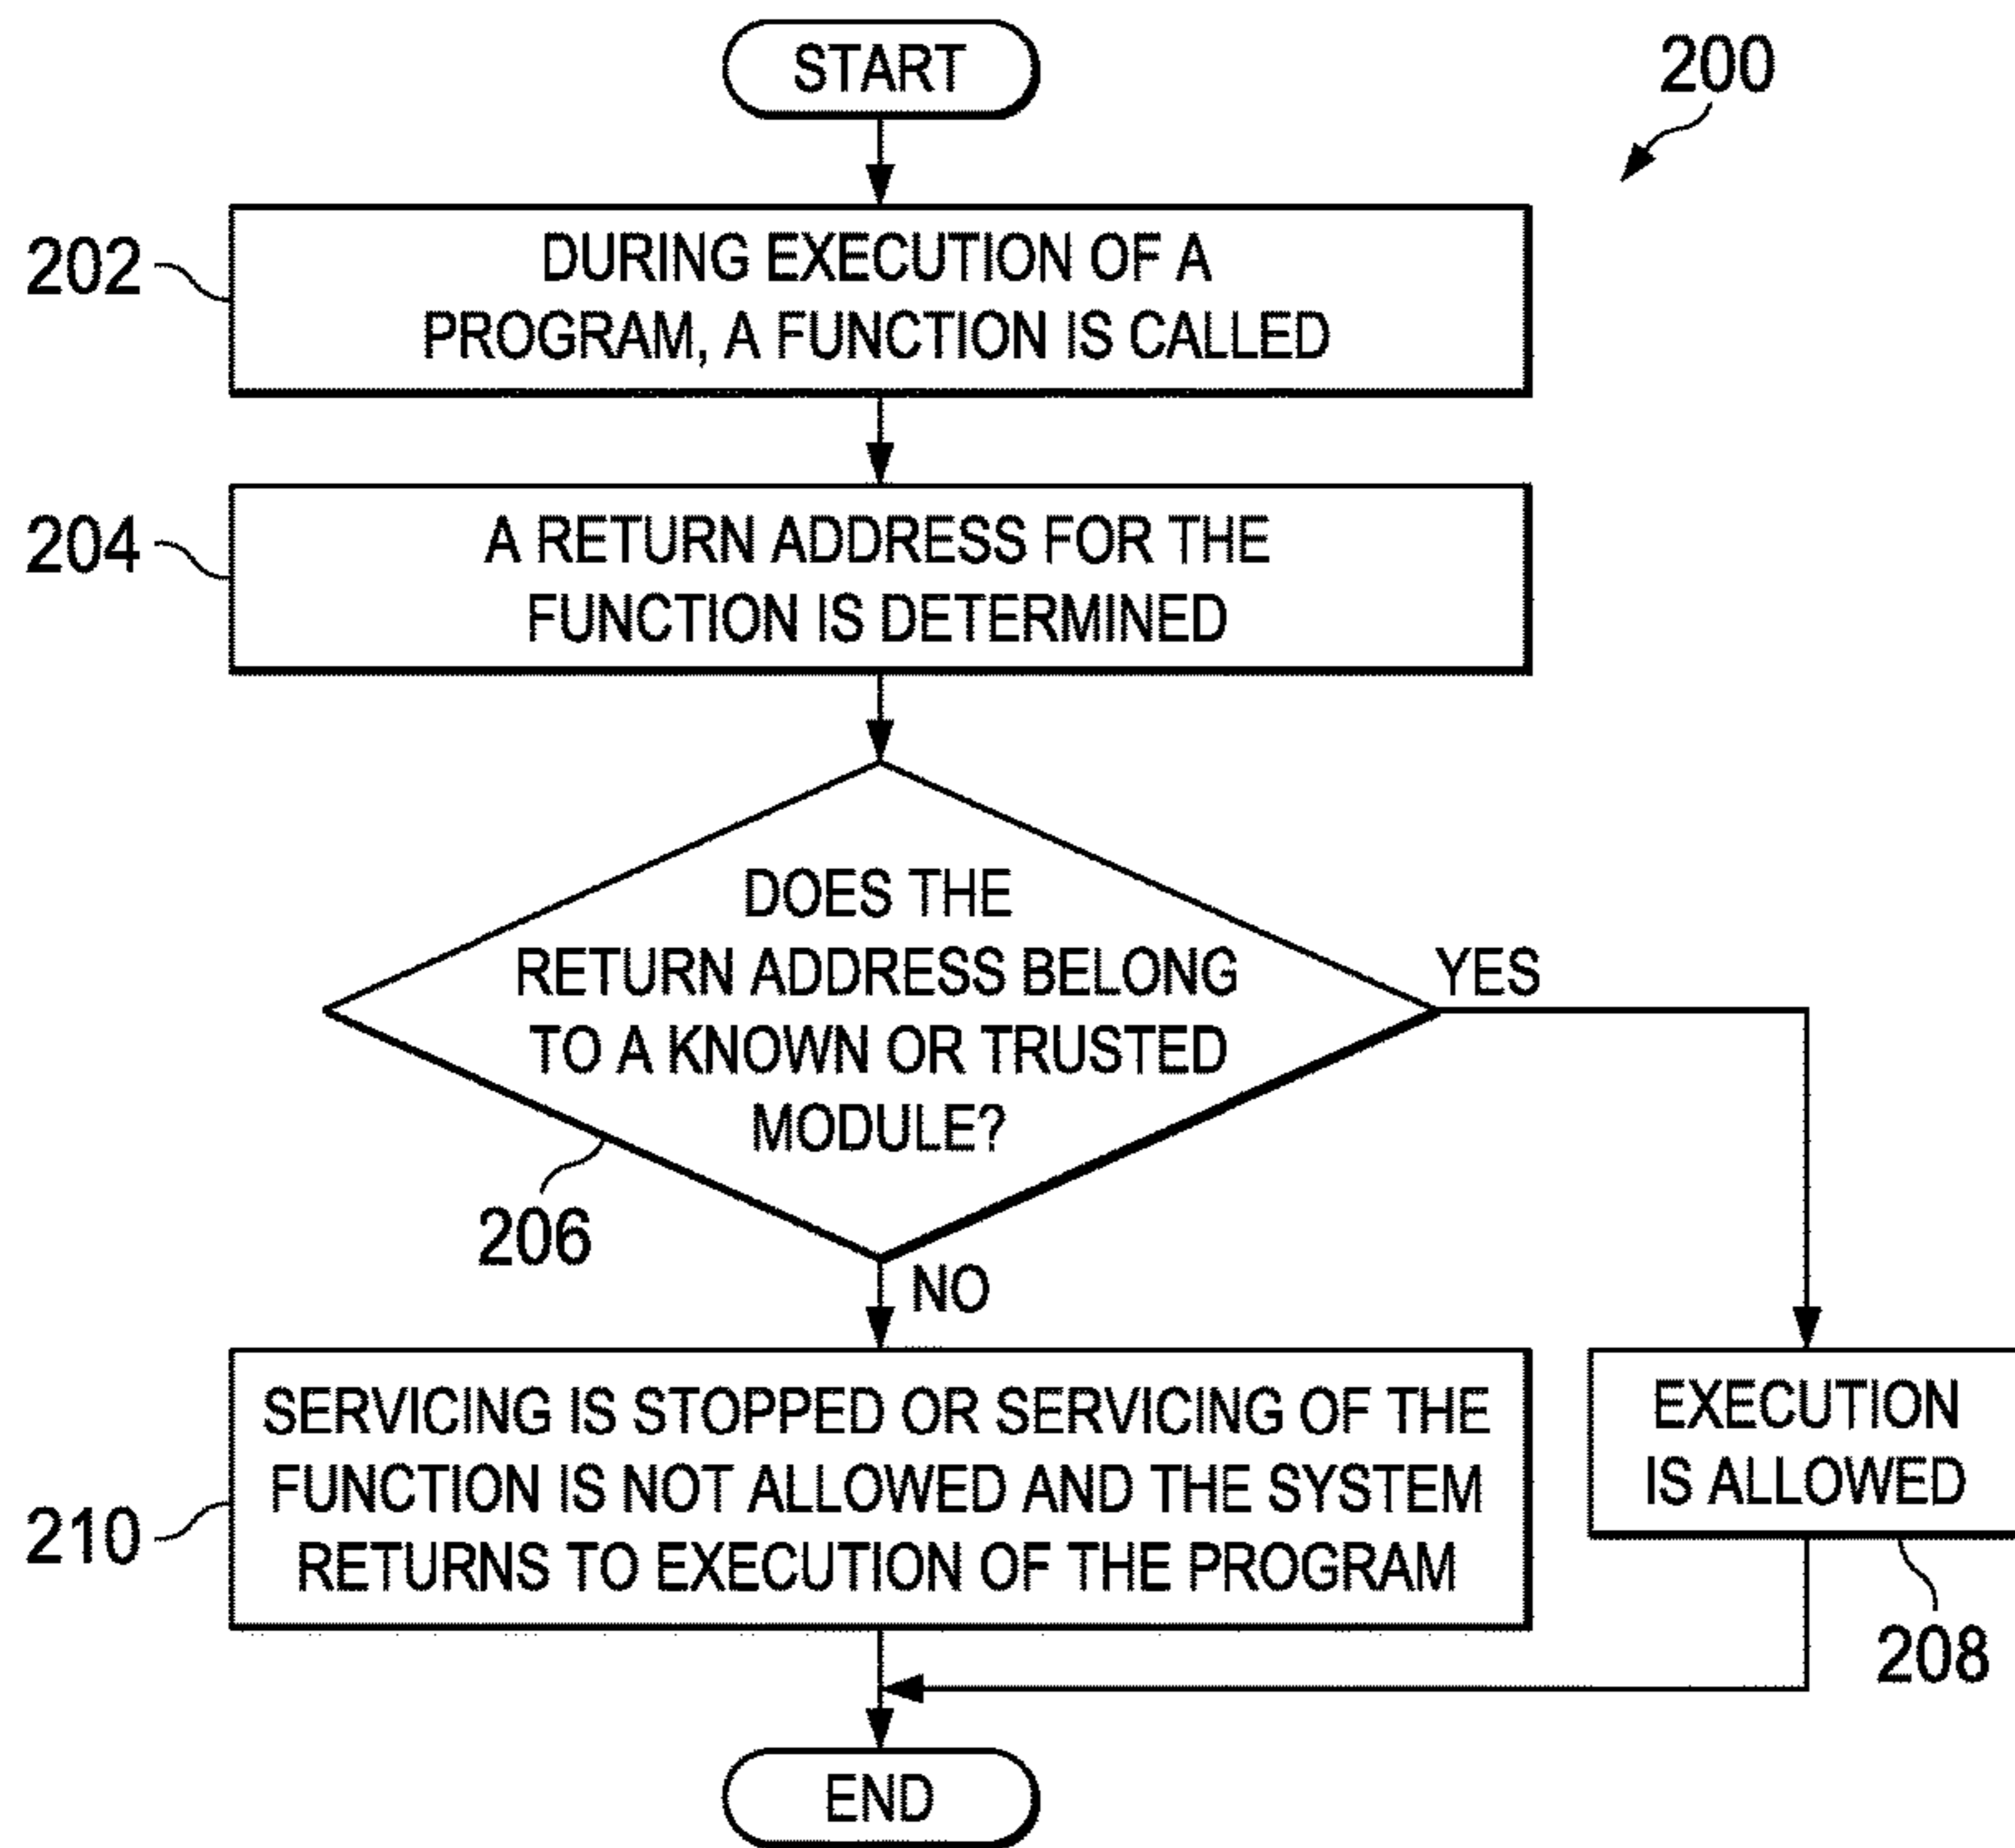 START
200
202
DURING EXECUTION OF A
PROGRAM, A FUNCTION IS CALLED
204
A RETURN ADDRESS FOR THE
FUNCTION IS DETERMINED
DOES THE
RETURN ADDRESS BELONG
TO A KNOWN OR TRUSTED
MODULE?
YES
206
NO
SERVICING IS STOPPED OR SERVICING OF THE
FUNCTION IS NOT ALLOWED AND THE SYSTEM
RETURNS TO EXECUTION OF THE PROGRAM
210
EXECUTION
IS ALLOWED
208
END